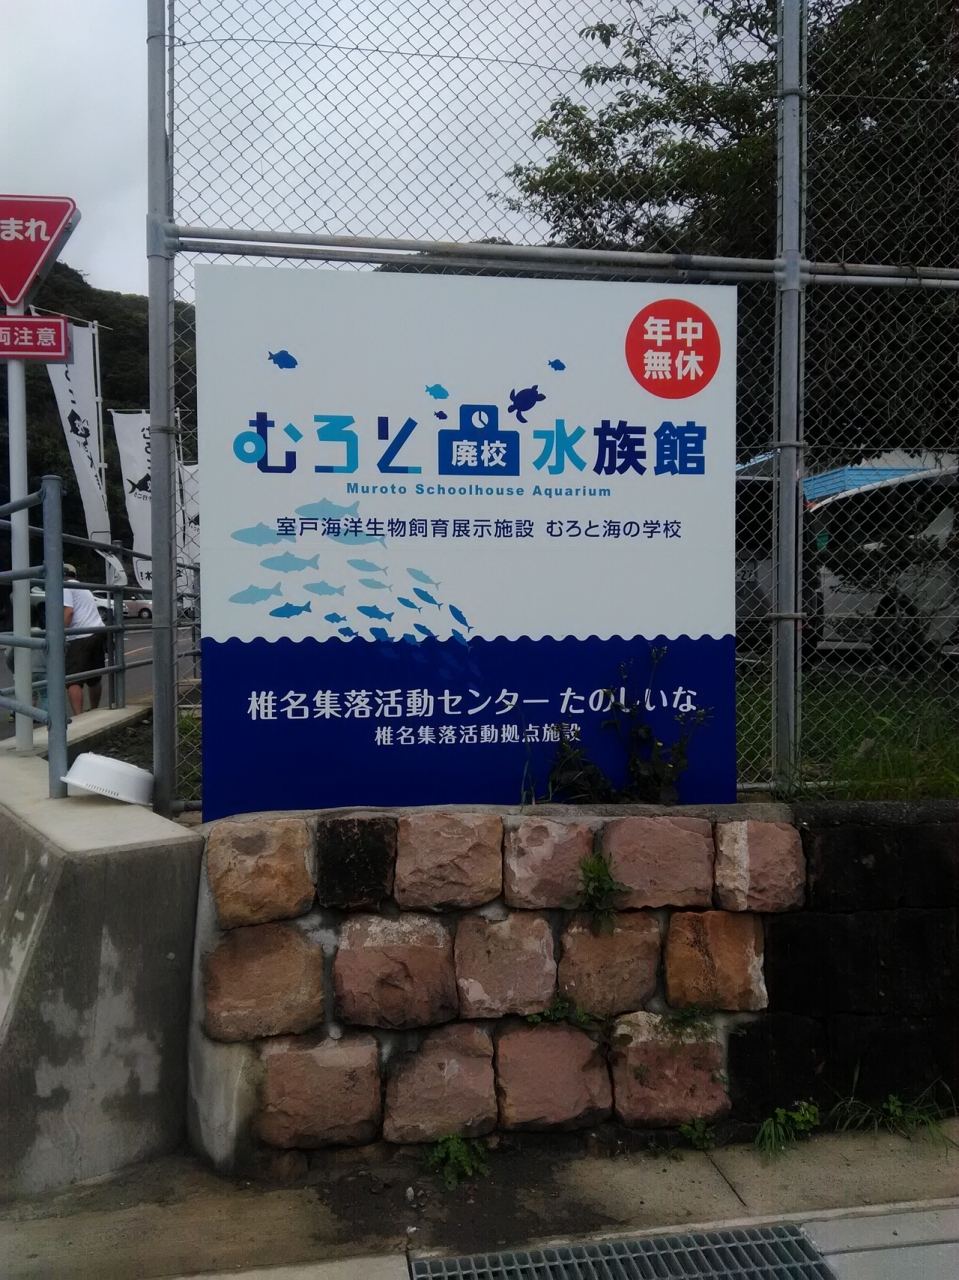 まれ
両注意
年中
無休
むろと廃校水族館
Muroto Schoolhouse Aquarium
室戸海洋生物飼育展示施設 むろと海の学校
椎名集落活動センター たのしいな
椎名集落活動拠点施設